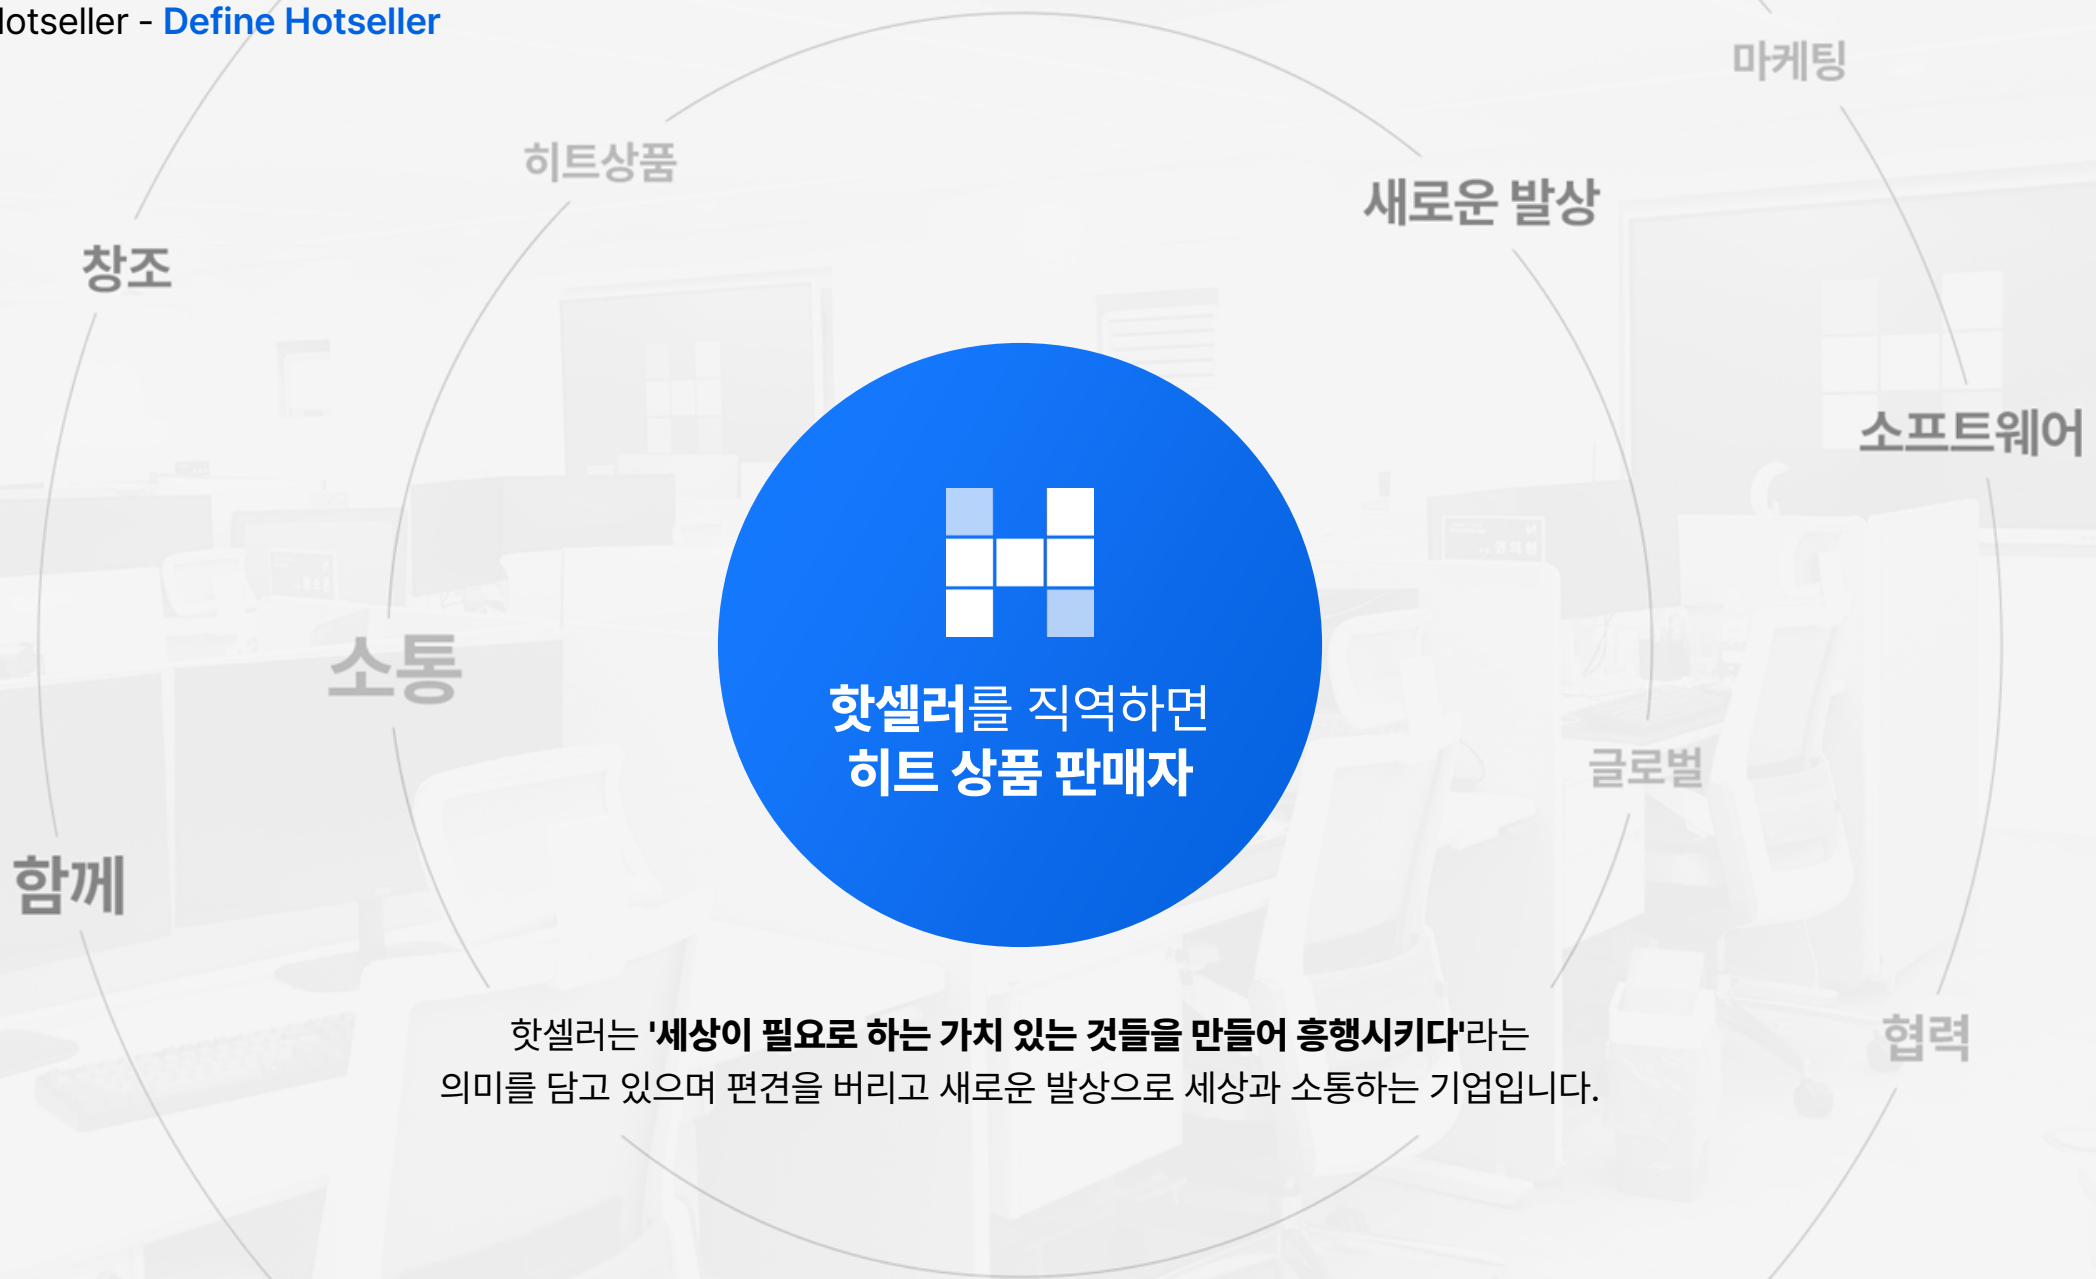 otseller - Define Hotseller
마케팅
히트상품
새로운 발상
창조
소프트웨어
소통
핫셀러를 직역하면
히트 상품 판매자
글로벌
함께
핫셀러는 '세상이 필요로 하는 가치 있는 것들을 만들어 흥행시키다'라는
협력
의미를 담고 있으며 편견을 버리고 새로운 발상으로 세상과 소통하는 기업입니다.